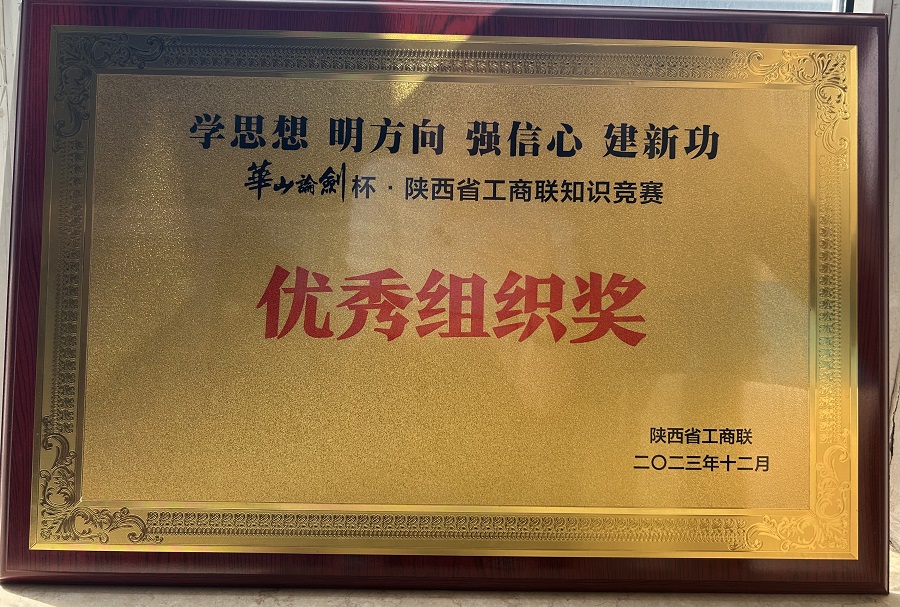 学思想 明方向 强信心 建新功
華山論劍杯·陕西省工商联知识竞赛
优秀组织奖
陕西省工商联
二〇二三年十二月